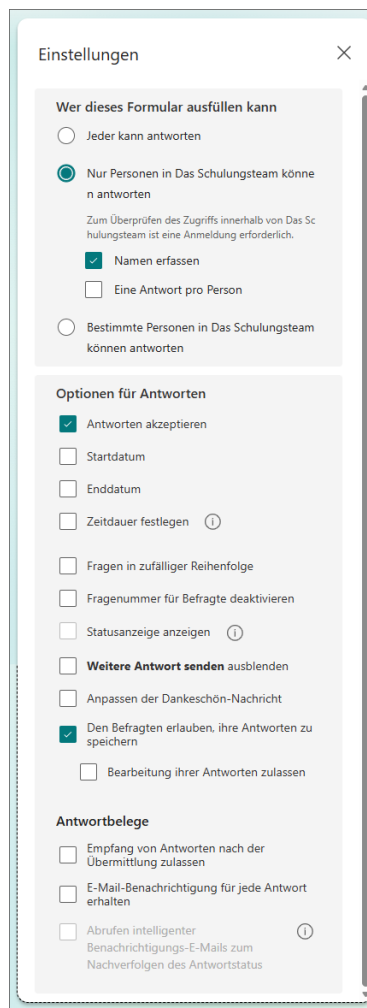 Einstellungen
Wer dieses Formular ausfüllen kann
Jeder kann antworten
Nur Personen in Das Schulungsteam könne
n antworten
Zum Überprüfen des Zugriffs innerhalb von Das Sc
hulungsteam ist eine Anmeldung erforderlich.
Namen erfassen
Eine Antwort pro Person
Bestimmte Personen in Das Schulungsteam
können antworten
Optionen für Antworten
Antworten akzeptieren
Startdatum
Enddatum
Zeitdauer festlegen
Fragen in zufälliger Reihenfolge
Fragenummer für Befragte deaktivieren
Statusanzeige anzeigen
Weitere Antwort senden ausblenden
Anpassen der Dankeschön-Nachricht
Den Befragten erlauben, ihre Antworten zu
speichern
Bearbeitung ihrer Antworten zulassen
Antwortbelege
Empfang von Antworten nach der
Übermittlung zulassen
E-Mail-Benachrichtigung für jede Antwort
erhalten
Abrufen intelligenter
Benachrichtigungs-E-Mails zum
Nachverfolgen des Antwortstatus